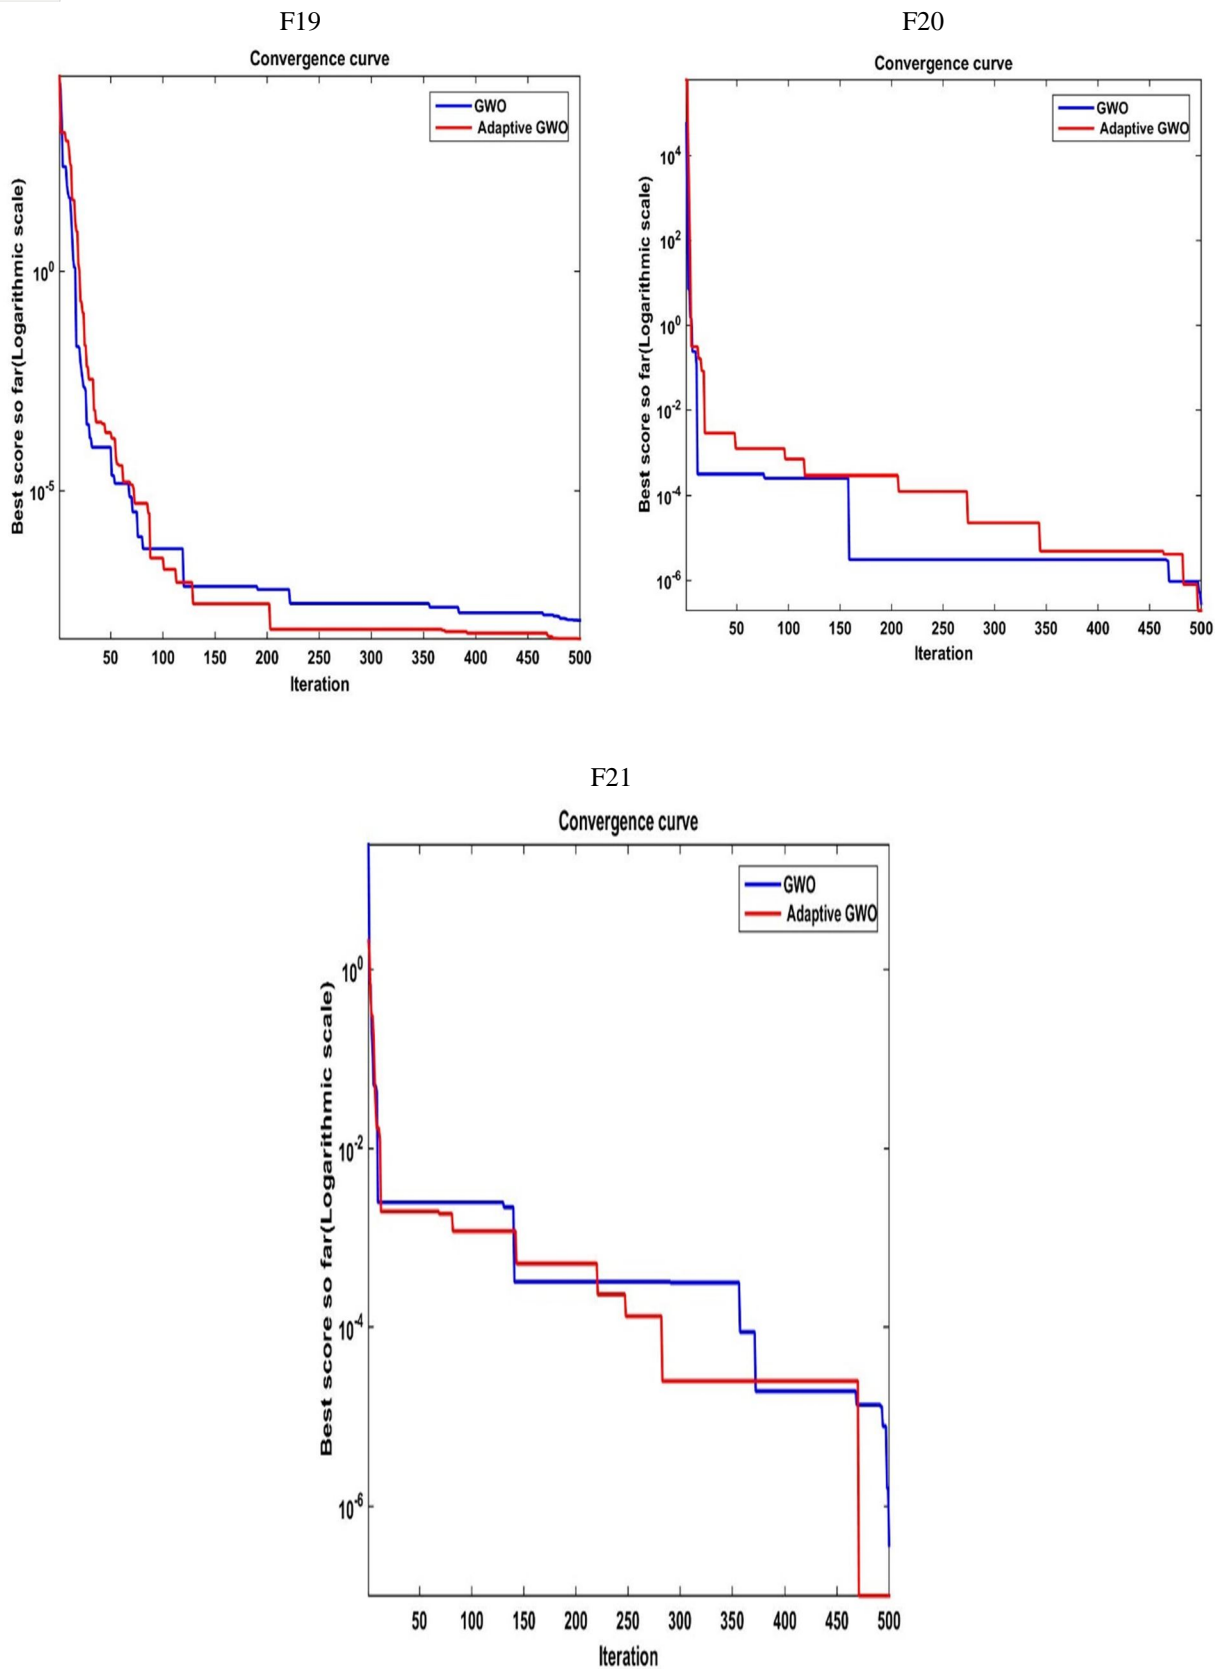 F19
Convergence curve
GWO
Adaptive GWO
Best score so far(Logarithmic scale)
10^0
10^-5
50 100 150 200 250 300 350 400 450 500
Iteration
F20
Convergence curve
GWO
Adaptive GWO
Best score so far(Logarithmic scale)
10^4
10^2
10^0
10^-2
10^-4
10^-6
50 100 150 200 250 300 350 400 450 500
Iteration
F21
Convergence curve
GWO
Adaptive GWO
Best score so far(Logarithmic scale)
10^0
10^-2
10^-4
10^-6
50 100 150 200 250 300 350 400 450 500
Iteration